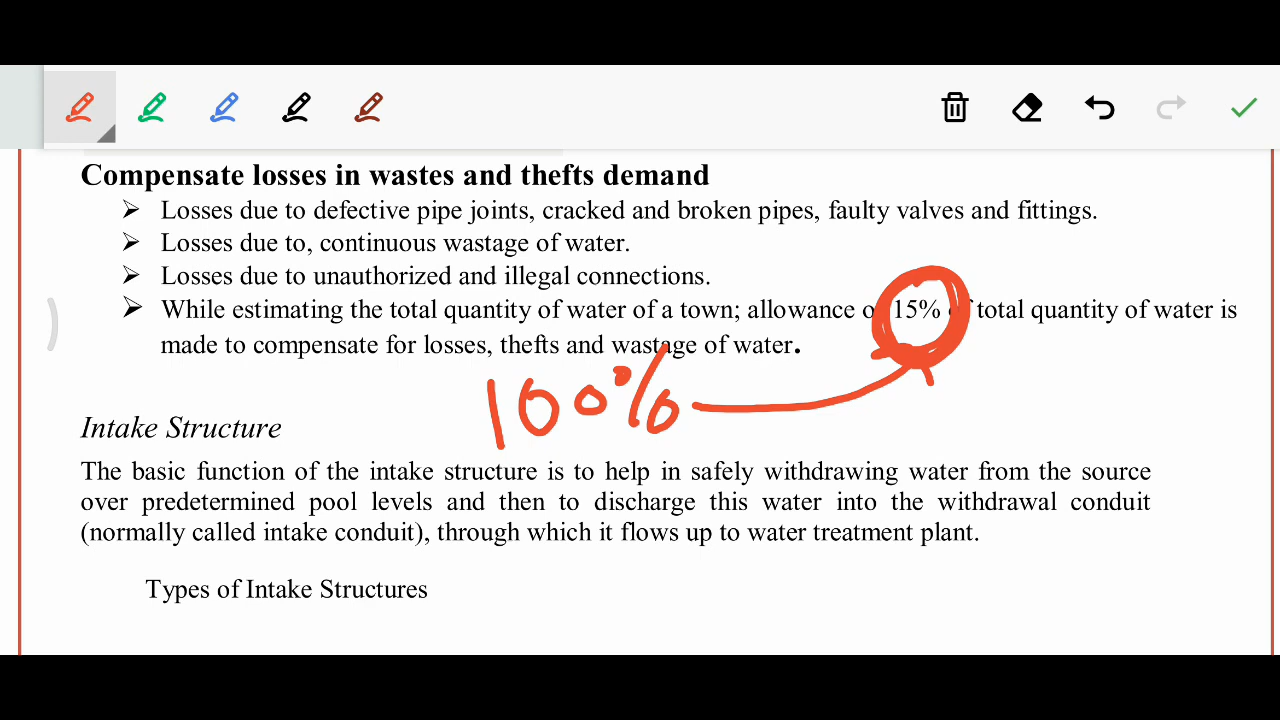 Compensate losses in wastes and thefts demand
➢ Losses due to defective pipe joints, cracked and broken pipes, faulty valves and fittings.
➢ Losses due to, continuous wastage of water.
➢ Losses due to unauthorized and illegal connections.
➢ While estimating the total quantity of water of a town; allowance of 15% of total quantity of water is
made to compensate for losses, thefts and wastage of water.
100%
Intake Structure
The basic function of the intake structure is to help in safely withdrawing water from the source
over predetermined pool levels and then to discharge this water into the withdrawal conduit
(normally called intake conduit), through which it flows up to water treatment plant.
Types of Intake Structures